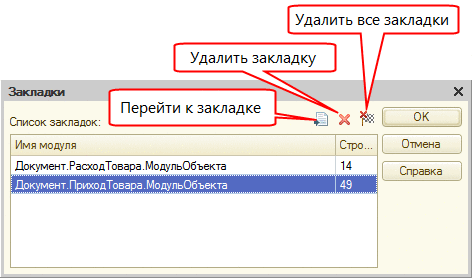 Удалить все закладки
Удалить закладку
Перейти к закладке
Закладки
Список закладок:
OK
Имя модуля Стро...
Документ.РасходТовара.МодульОбъекта 14
Документ.ПриходТовара.МодульОбъекта 49
Отмена
Справка